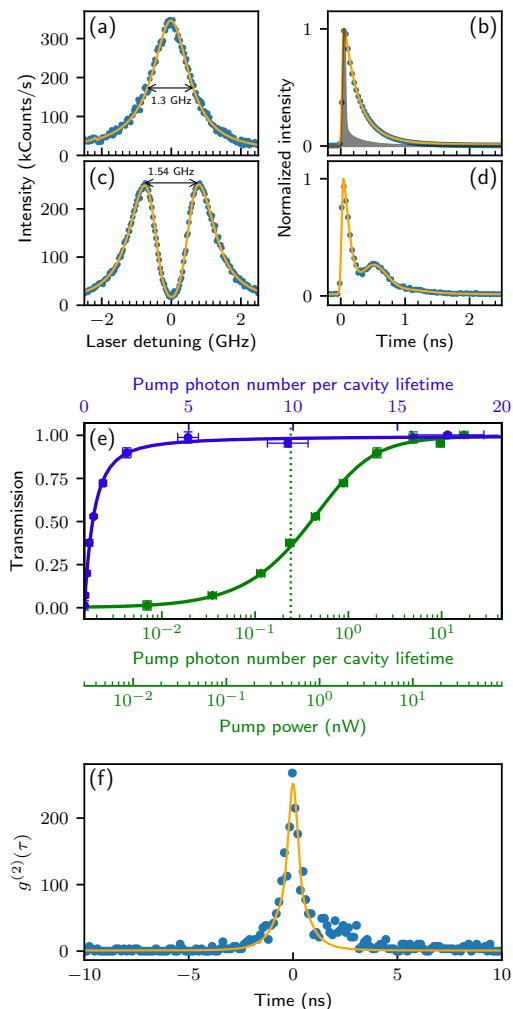 (a)
Intensity (kCounts/s)
300
200
100
0
1.3 GHz
(b)
Normalized intensity
1
0
(c)
200
100
0
1.54 GHz
−2
0
2
Laser detuning (GHz)
(d)
1
0
0
1
2
Time (ns)
Pump photon number per cavity lifetime
0 5 10 15 20
(e)
Transmission
1.00
0.75
0.50
0.25
0.00
10⁻² 10⁻¹ 10⁰ 10¹
Pump photon number per cavity lifetime
10⁻² 10⁻¹ 10⁰ 10¹
Pump power (nW)
(f)
g⁽²⁾(τ)
200
100
0
−10 −5 0 5 10
Time (ns)